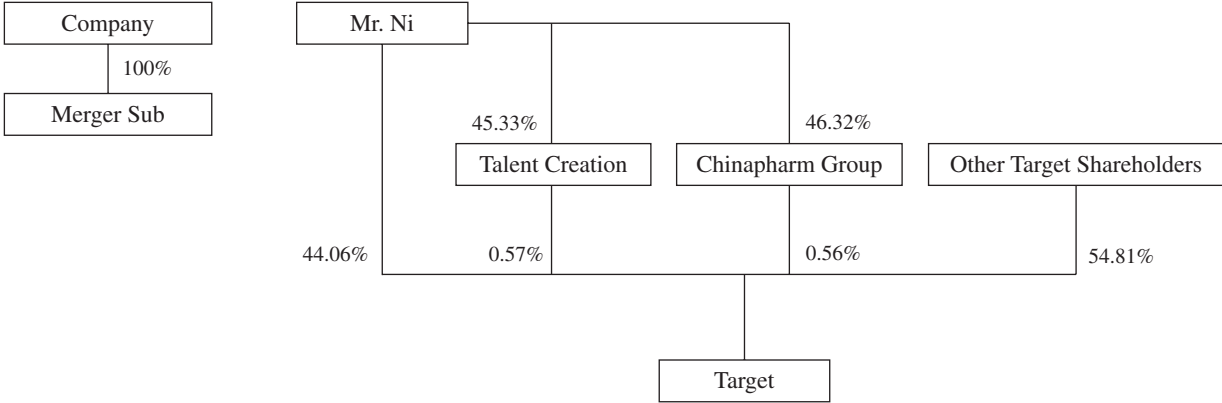 Company
Mr. Ni
100%
Merger Sub
45.33%
46.32%
Talent Creation
Chinapharm Group
Other Target Shareholders
44.06%
0.57%
0.56%
54.81%
Target